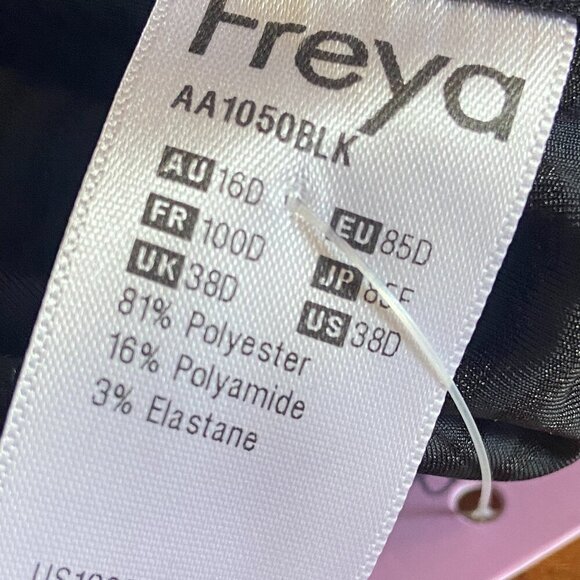 Freya
AA1050BLK
AU 16D EU 85D
FR 100D JP
UK 38D US 38D
81% Polyester
16% Polyamide
3% Elastane